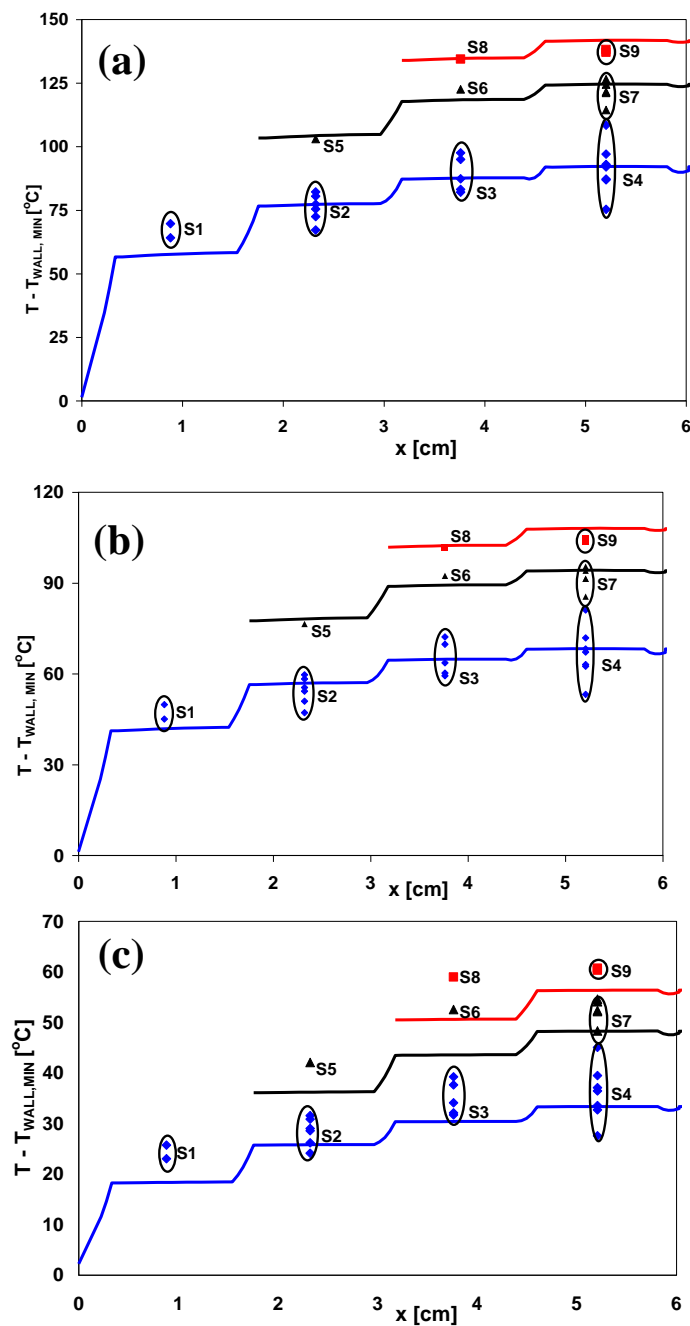 (a)
T - T_WALL, MIN [°C]
150
125
100
75
50
25
0
S8
S9
S6
S7
S5
S4
S3
S2
S1
0 1 2 3 4 5 6
x [cm]
(b)
T - T_WALL, MIN [°C]
120
90
60
30
0
S8
S9
S6
S7
S5
S4
S3
S2
S1
0 1 2 3 4 5 6
x [cm]
(c)
T - T_WALL,MIN [°C]
70
60
50
40
30
20
10
0
S8
S9
S6
S7
S5
S4
S3
S2
S1
0 1 2 3 4 5 6
x [cm]